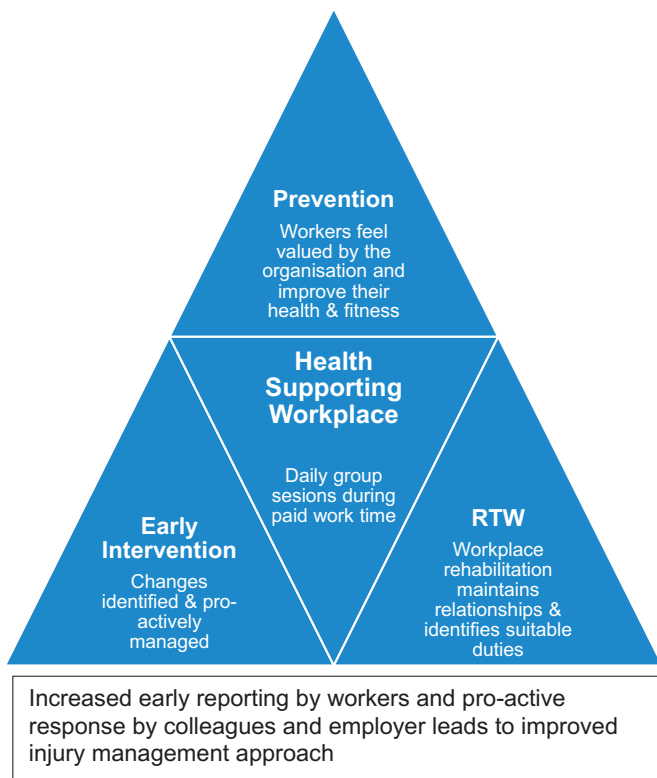 Prevention
Workers feel
valued by the
organisation and
improve their
health & fitness
Health
Supporting
Workplace
Daily group
sesions during
paid work time
Early
Intervention
Changes
identified & pro-
actively
managed
RTW
Workplace
rehabilitation
maintains
relationships &
identifies suitable
duties
Increased early reporting by workers and pro-active
response by colleagues and employer leads to improved
injury management approach